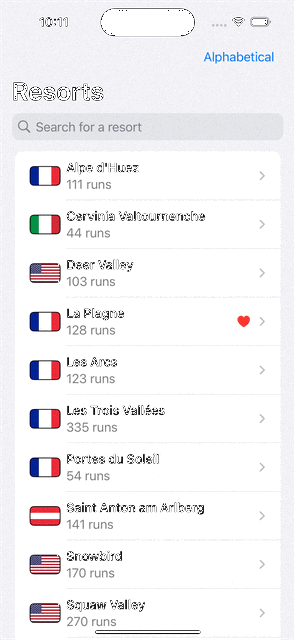 10:11
Alphabetical
Resorts
Search for a resort
Alpe d'Huez
111 runs
Cervinia Valtournenche
44 runs
Deer Valley
103 runs
La Plagne
128 runs
Les Arcs
123 runs
Les Trois Vallées
335 runs
Portes du Soleil
54 runs
Saint Anton am Arlberg
141 runs
Snowbird
170 runs
Squaw Valley
270 runs